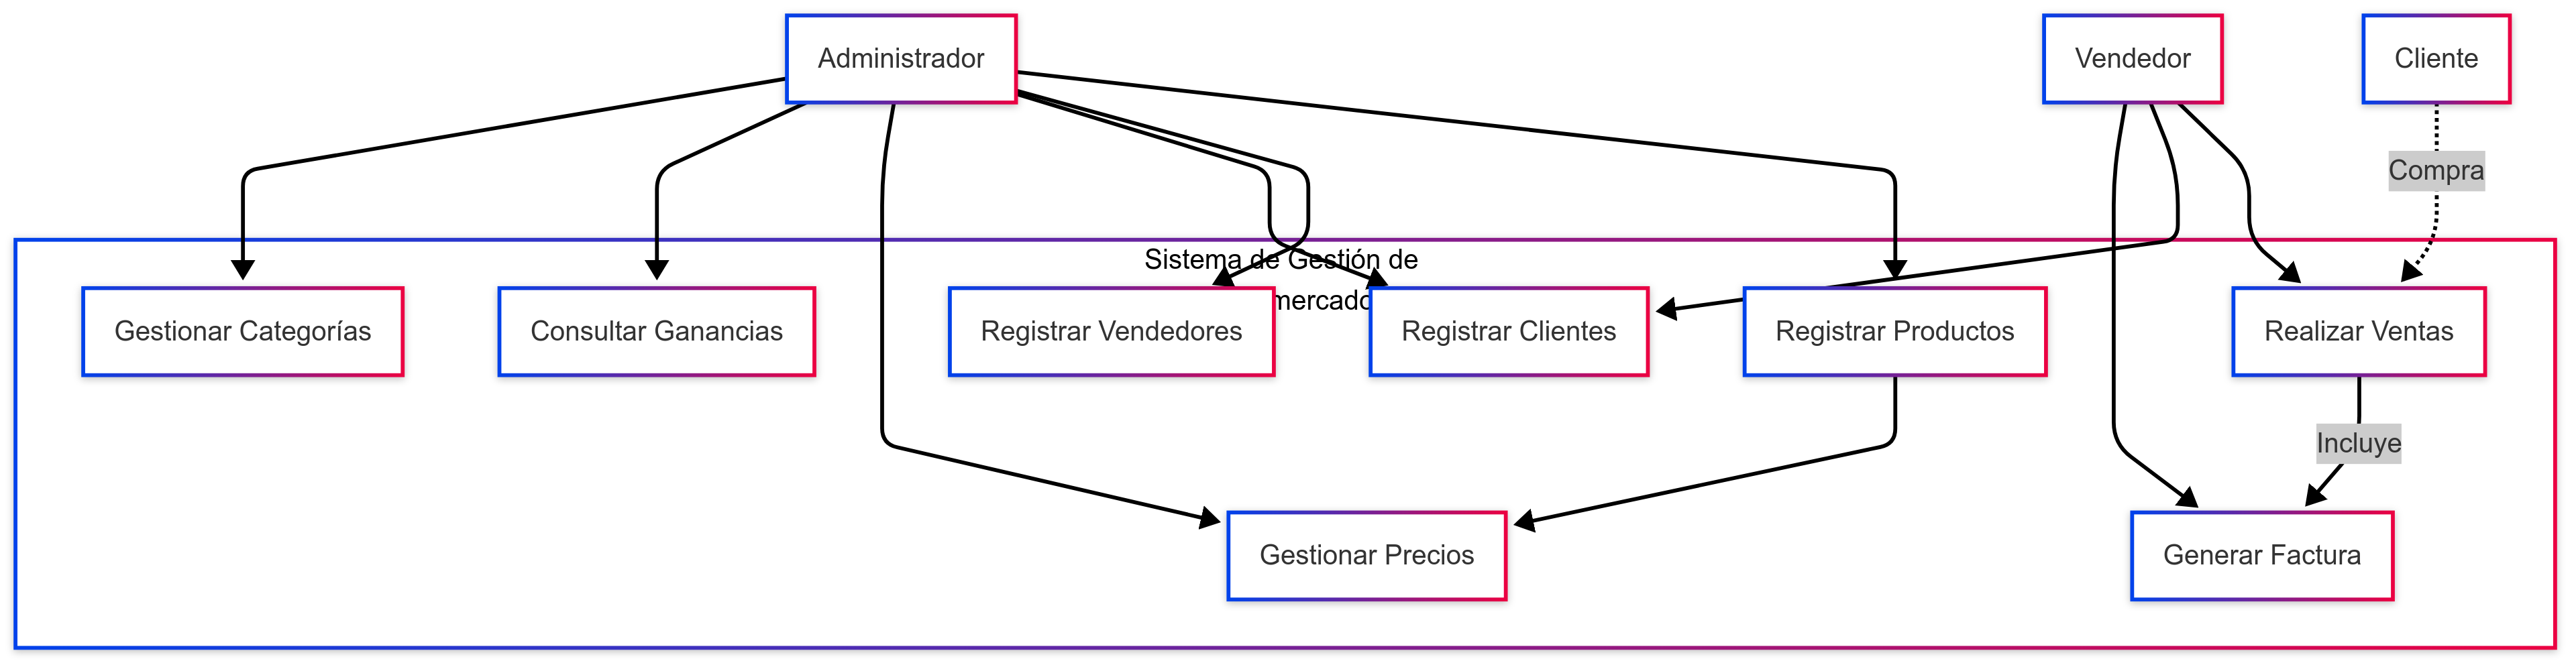 Administrador
Vendedor
Cliente
Compra
Sistema de Gestión de
mercado
Gestionar Categorías
Consultar Ganancias
Registrar Vendedores
Registrar Clientes
Registrar Productos
Realizar Ventas
Incluye
Gestionar Precios
Generar Factura